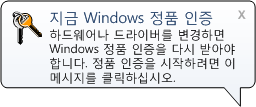 지금 Windows 정품 인증
하드웨어나 드라이버를 변경하면
Windows 정품 인증을 다시 받아야
합니다. 정품 인증을 시작하려면 이
메시지를 클릭하십시오.